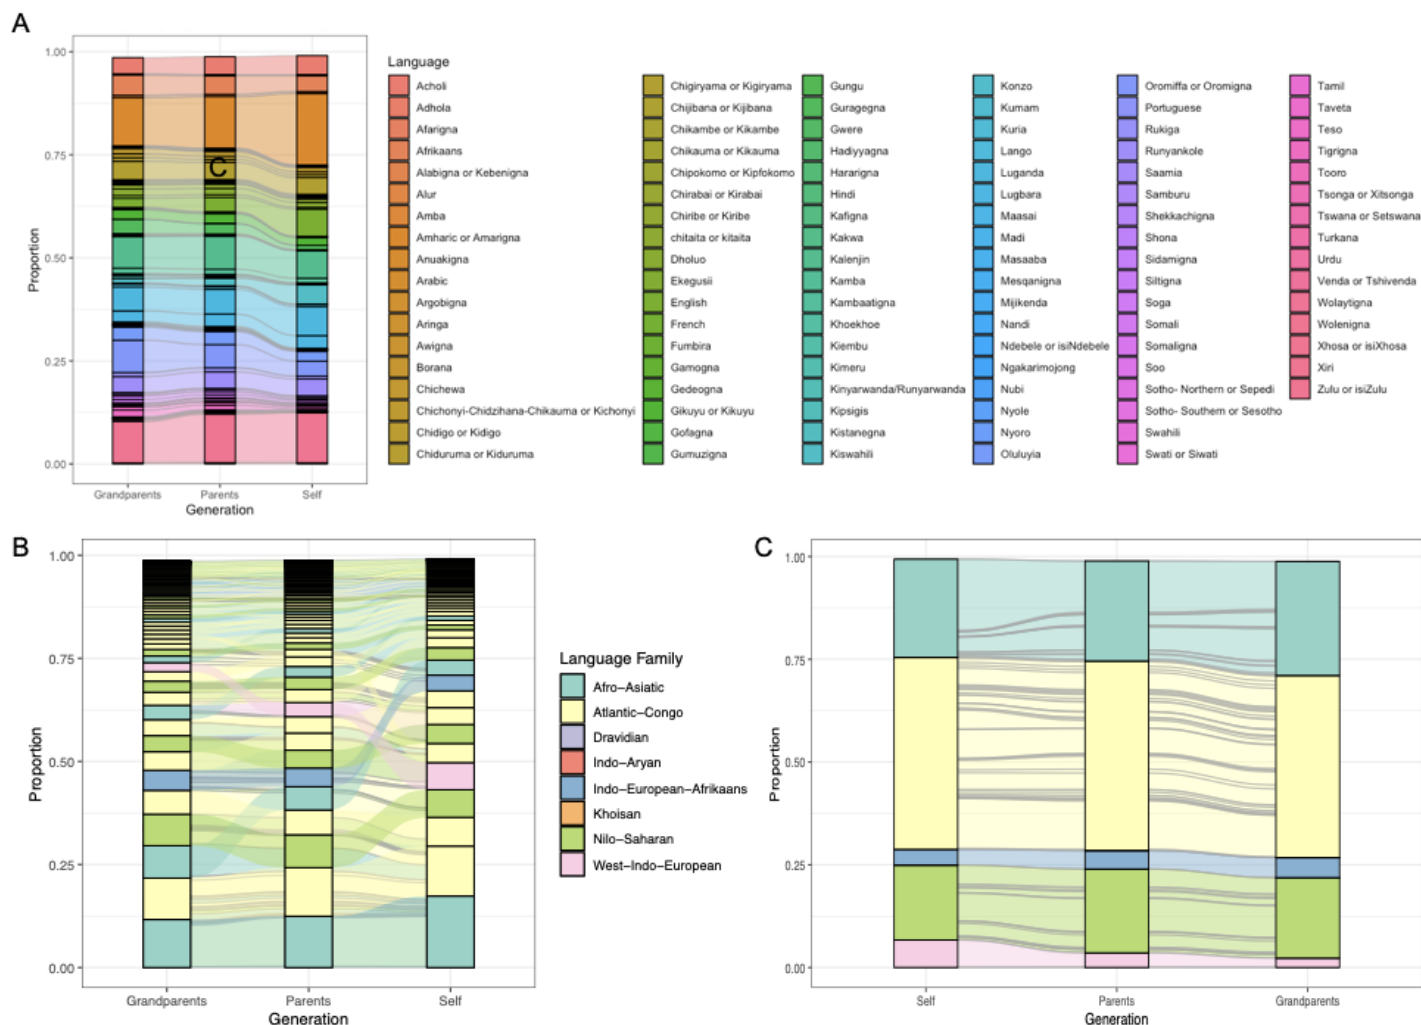 A
1.00
0.75
0.50
0.25
0.00
Proportion
C
Grandparents Parents Self
Generation
Language
Acholi
Adhola
Afarigna
Afrikaans
Alabigna or Kebenigna
Alur
Amba
Amharic or Amarigna
Anuakigna
Arabic
Argobigna
Aringa
Awigna
Borana
Chichewa
Chichonyi-Chidzihana-Chikauma or Kichonyi
Chidigo or Kidigo
Chiduruma or Kiduruma
Chigiryama or Kigiryama
Chijibana or Kijibana
Chikambe or Kikambe
Chikauma or Kikauma
Chipokomo or Kipfokomo
Chirabai or Kirabai
Chiribe or Kiribe
chitaita or kitaita
Dholuo
Ekegusii
English
French
Fumbira
Gamogna
Gedeogna
Gikuyu or Kikuyu
Gofagna
Gumuzigna
Gungu
Guragegna
Gwere
Hadiyyagna
Hararigna
Hindi
Kafigna
Kakwa
Kalenjin
Kamba
Kambaatigna
Khoekhoe
Kiembu
Kimeru
Kinyarwanda/Runyarwanda
Kipsigis
Kistanegna
Kiswahili
Konzo
Kumam
Kuria
Lango
Luganda
Lugbara
Maasai
Madi
Masaaba
Mesqanigna
Mijikenda
Nandi
Ndebele or isiNdebele
Ngakarimojong
Nubi
Nyole
Nyoro
Oluluyia
Oromiffa or Oromigna
Portuguese
Rukiga
Runyankole
Saamia
Samburu
Shekkachigna
Shona
Sidamigna
Siltigna
Soga
Somali
Somaligna
Soo
Sotho- Northern or Sepedi
Sotho- Southern or Sesotho
Swahili
Swati or Siwati
Tamil
Taveta
Teso
Tigrigna
Tooro
Tsonga or Xitsonga
Tswana or Setswana
Turkana
Urdu
Venda or Tshivenda
Wolaytigna
Wolenigna
Xhosa or isiXhosa
Xiri
Zulu or isiZulu
B
1.00
0.75
0.50
0.25
0.00
Proportion
Grandparents Parents Self
Generation
Language Family
Afro-Asiatic
Atlantic-Congo
Dravidian
Indo-Aryan
Indo-European-Afrikaans
Khoisan
Nilo-Saharan
West-Indo-European
C
1.00
0.75
0.50
0.25
0.00
Proportion
Self Parents Grandparents
Generation